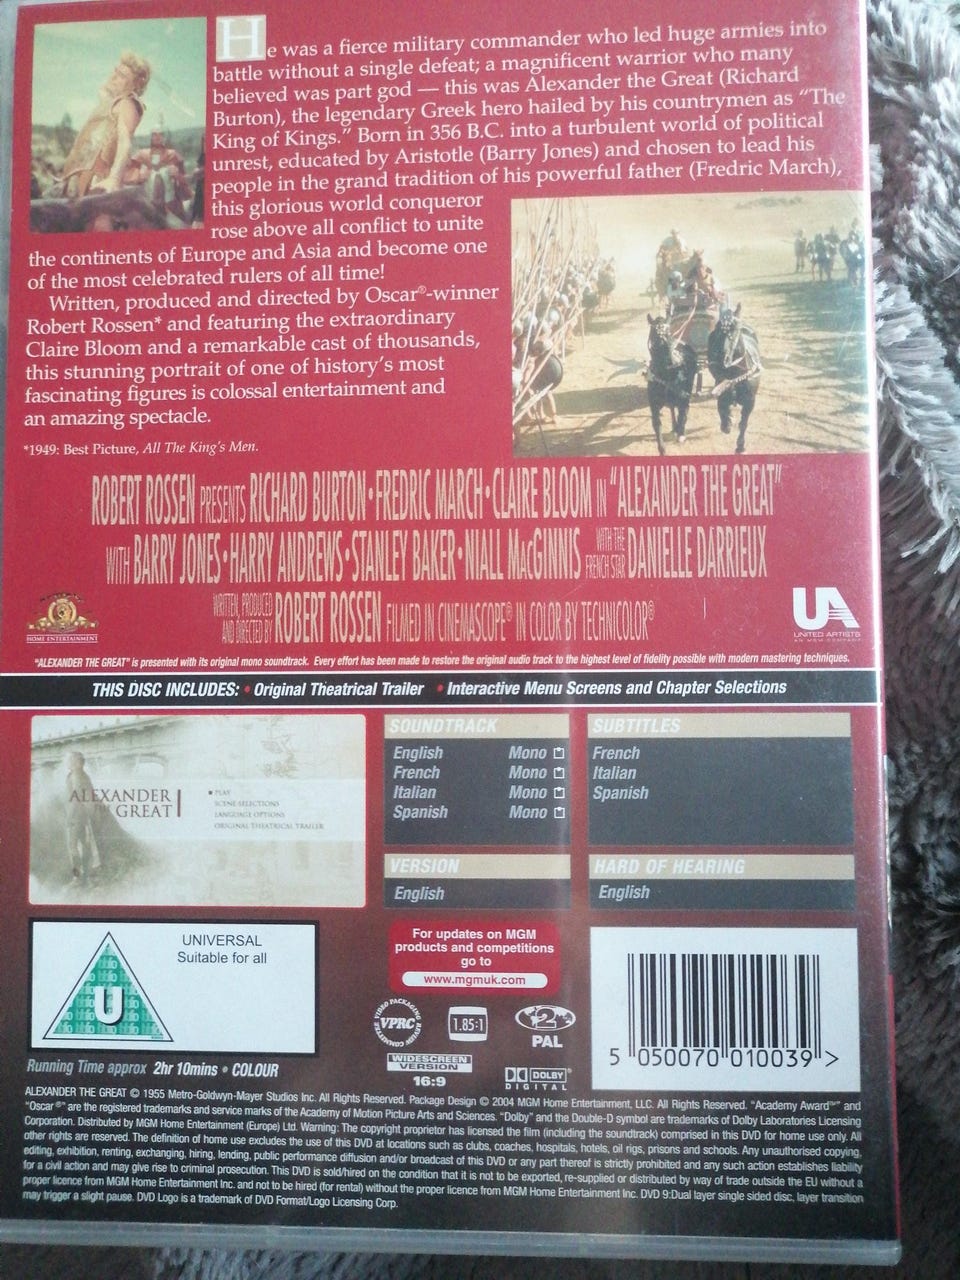 He was a fierce military commander who led huge armies into
battle without a single defeat; a magnificent warrior who many
believed was part god — this was Alexander the Great (Richard
Burton), the legendary Greek hero hailed by his countrymen as “The
King of Kings.” Born in 356 B.C. into a turbulent world of political
unrest, educated by Aristotle (Barry Jones) and chosen to lead his
people in the grand tradition of his powerful father (Fredric March),
this glorious world conqueror
rose above all conflict to unite
the continents of Europe and Asia and become one
of the most celebrated rulers of all time!
Written, produced and directed by Oscar®-winner
Robert Rossen* and featuring the extraordinary
Claire Bloom and a remarkable cast of thousands,
this stunning portrait of one of history's most
fascinating figures is colossal entertainment and
an amazing spectacle.
*1949: Best Picture, All The King's Men.
ROBERT ROSSEN PRESENTS RICHARD BURTON • FREDRIC MARCH • CLAIRE BLOOM IN “ALEXANDER THE GREAT”
WITH BARRY JONES • HARRY ANDREWS • STANLEY BAKER • NIALL MacGINNIS WITH THE FRENCH STAR DANIELLE DARRIEUX
WRITTEN, PRODUCED AND DIRECTED BY ROBERT ROSSEN FILMED IN CINEMASCOPE® IN COLOR BY TECHNICOLOR®
HOME ENTERTAINMENT
UA
UNITED ARTISTS
AN MGM COMPANY
“ALEXANDER THE GREAT” is presented with its original mono soundtrack. Every effort has been made to restore the original audio track to the highest level of fidelity possible with modern mastering techniques.
THIS DISC INCLUDES: • Original Theatrical Trailer • Interactive Menu Screens and Chapter Selections
ALEXANDER
THE GREAT
PLAY
SCENE SELECTIONS
LANGUAGE OPTIONS
ORIGINAL THEATRICAL TRAILER
SOUNDTRACK
English Mono
French Mono
Italian Mono
Spanish Mono
SUBTITLES
French
Italian
Spanish
VERSION
English
HARD OF HEARING
English
U
UNIVERSAL
Suitable for all
Running Time approx 2hr 10mins • COLOUR
For updates on MGM
products and competitions
go to
www.mgmuk.com
VIDEO PACKAGING REVIEW COMMITTEE
VPRC
1.85:1
2
PAL
WIDESCREEN
VERSION
16:9
DOLBY
DIGITAL
5 050070 010039 >
ALEXANDER THE GREAT © 1955 Metro-Goldwyn-Mayer Studios Inc. All Rights Reserved. Package Design © 2004 MGM Home Entertainment, LLC. All Rights Reserved. “Academy Award®” and
“Oscar®” are the registered trademarks and service marks of the Academy of Motion Picture Arts and Sciences. “Dolby” and the Double-D symbol are trademarks of Dolby Laboratories Licensing
Corporation. Distributed by MGM Home Entertainment (Europe) Ltd. Warning: The copyright proprietor has licensed the film (including the soundtrack) comprised in this DVD for home use only. All
other rights are reserved. The definition of home use excludes the use of this DVD at locations such as clubs, coaches, hospitals, hotels, oil rigs, prisons and schools. Any unauthorised copying,
editing, exhibition, renting, exchanging, hiring, lending, public performance diffusion and/or broadcast of this DVD or any part thereof is strictly prohibited and any such action establishes liability
for a civil action and may give rise to criminal prosecution. This DVD is sold/hired on the condition that it is not to be exported, re-supplied or distributed by way of trade outside the EU without a
proper licence from MGM Home Entertainment Inc. and not to be hired (for rental) without the proper licence from MGM Home Entertainment Inc. DVD 9:Dual layer single sided disc, layer transition
may trigger a slight pause. DVD Logo is a trademark of DVD Format/Logo Licensing Corp.